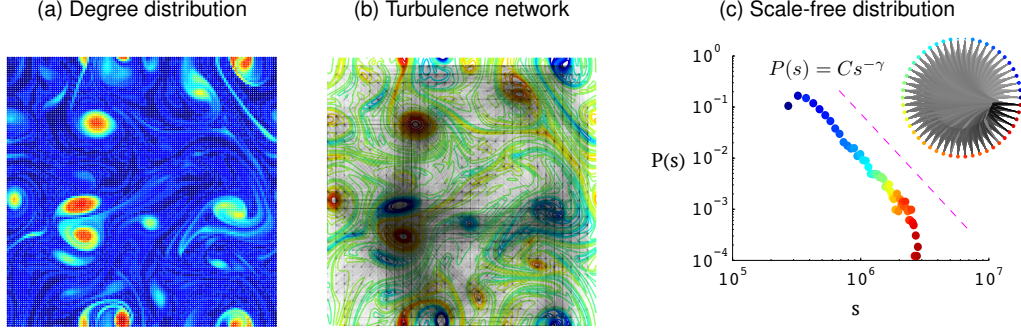 (a) Degree distribution
(b) Turbulence network
(c) Scale-free distribution
10^0
10^-1
10^-2
10^-3
10^-4
P(s)
P(s) = Cs^-γ
10^5
10^6
10^7
s